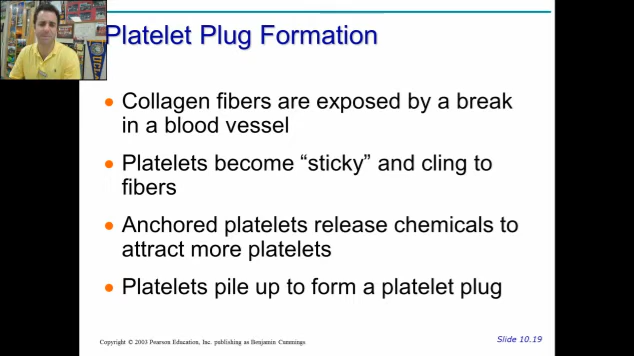 Platelet Plug Formation
• Collagen fibers are exposed by a break
in a blood vessel
• Platelets become “sticky” and cling to
fibers
• Anchored platelets release chemicals to
attract more platelets
• Platelets pile up to form a platelet plug
Copyright © 2003 Pearson Education, Inc. publishing as Benjamin Cummings
Slide 10.19
UCLA